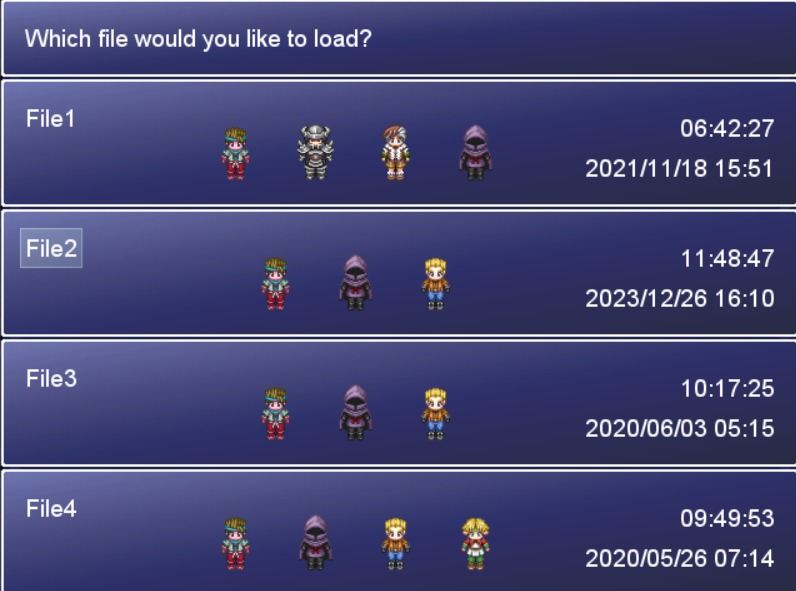 Which file would you like to load?
File1
06:42:27
2021/11/18 15:51
File2
11:48:47
2023/12/26 16:10
File3
10:17:25
2020/06/03 05:15
File4
09:49:53
2020/05/26 07:14